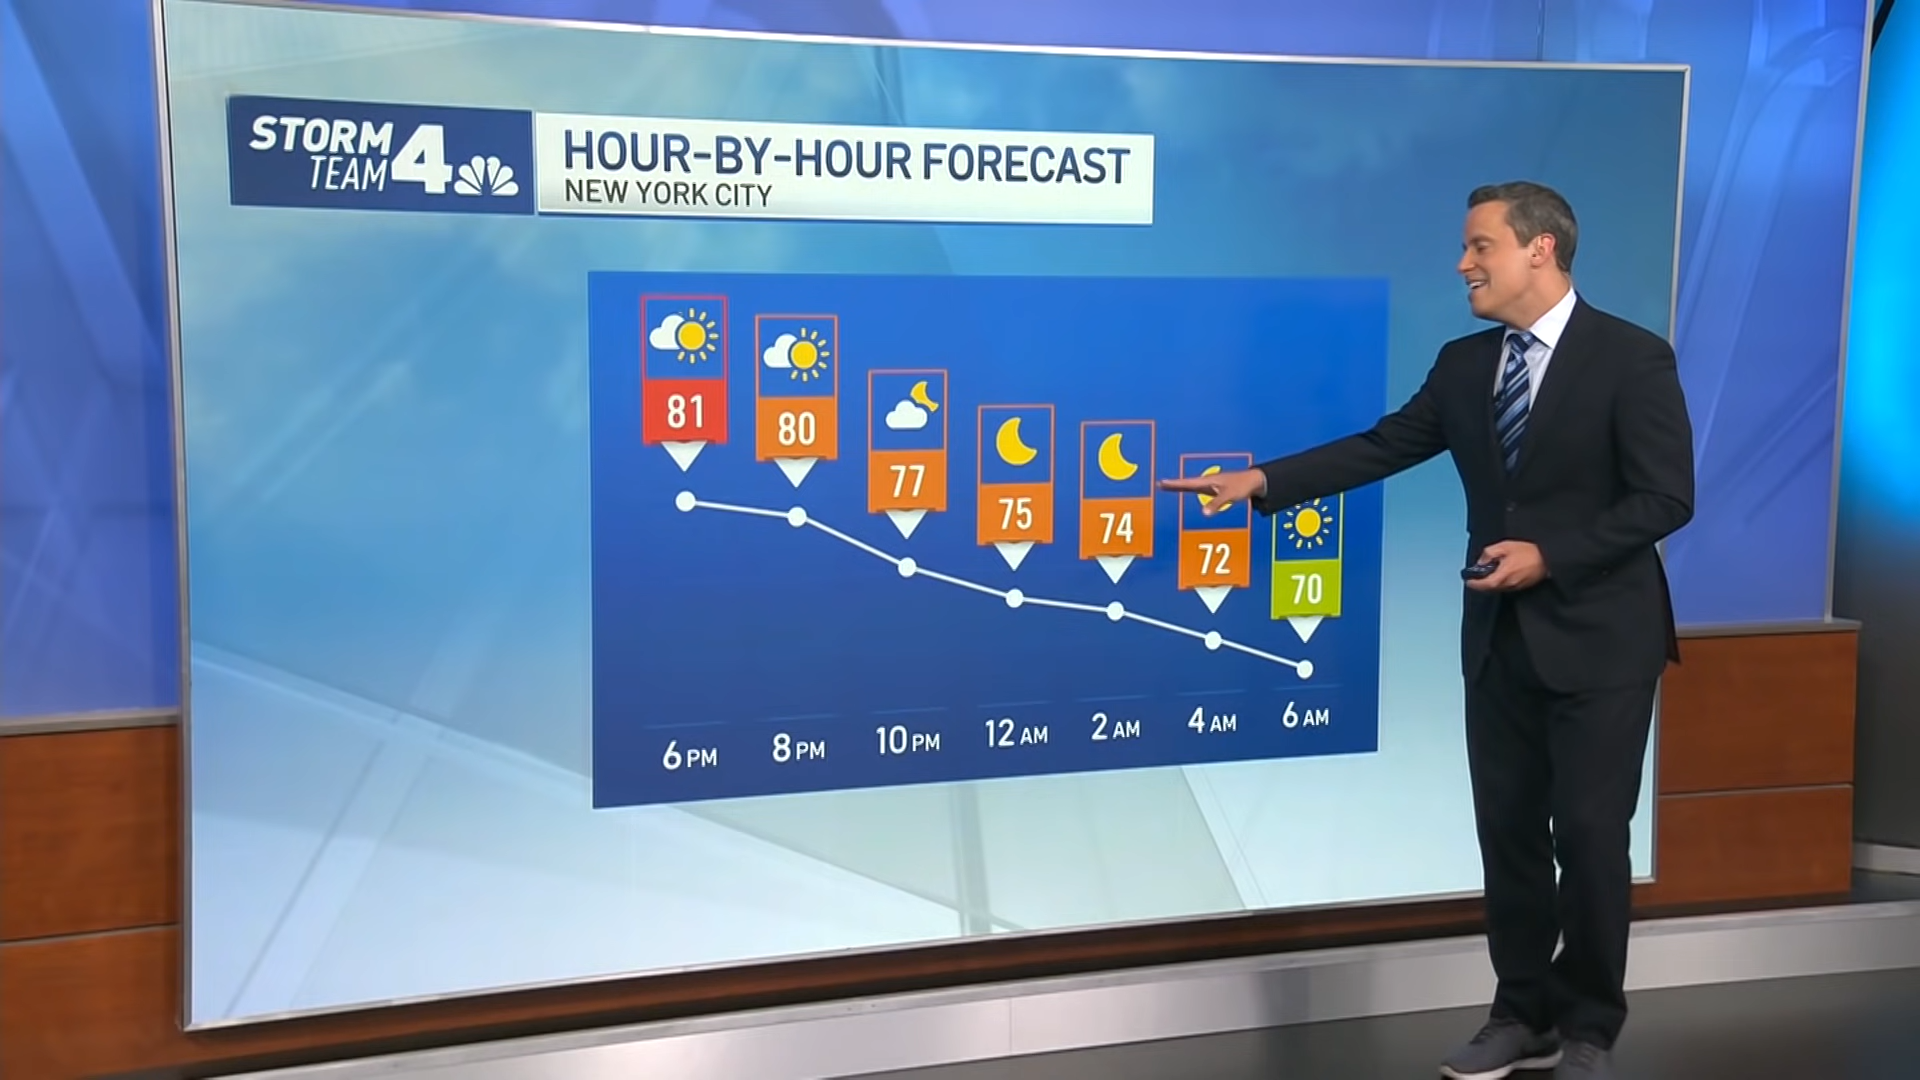 STORM
TEAM 4
HOUR-BY-HOUR FORECAST
NEW YORK CITY
81
80
77
75
74
72
70
6 PM
8 PM
10 PM
12 AM
2 AM
4 AM
6 AM